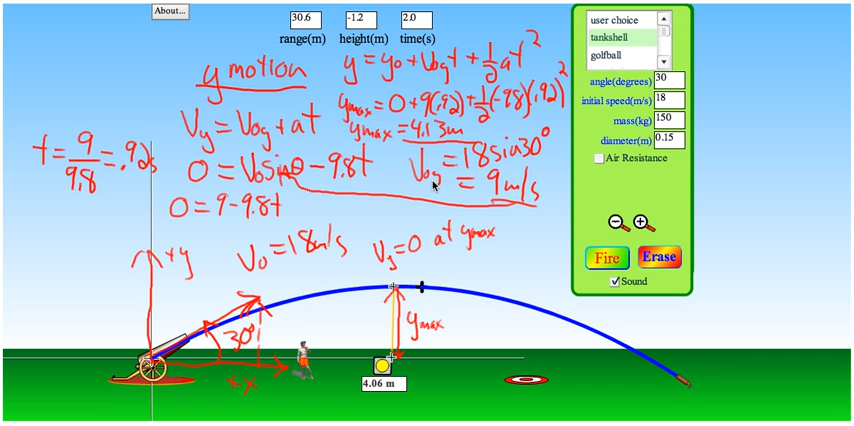 About...
30.6 -1.2 2.0
range(m) height(m) time(s)
user choice
tankshell
golfball
angle(degrees) 30
initial speed(m/s) 18
mass(kg) 150
diameter(m) 0.15
Air Resistance
Fire Erase
Sound
y motion
y = y₀ + V₀yt + ½at²
ymax = 0 + 9(.92) + ½(-9.8)(.92)²
ymax = 4.13m
Vy = V₀y + at
0 = V₀sinθ - 9.8t
0 = 9 - 9.8t
t = 9/9.8 = .92s
V₀y = 18sin30°
= 9m/s
V₀ = 18m/s
Vy = 0 at ymax
+y
30°
+x
ymax
4.06 m